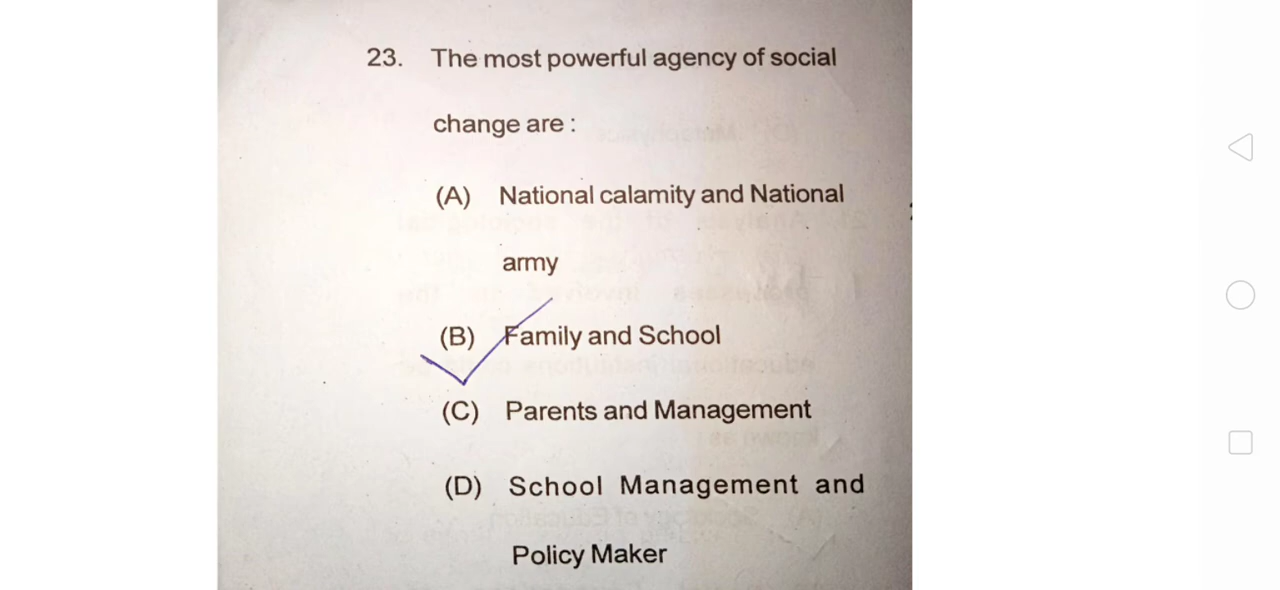 23. The most powerful agency of social
change are :
(A) National calamity and National
army
(B) Family and School
(C) Parents and Management
(D) School Management and
Policy Maker